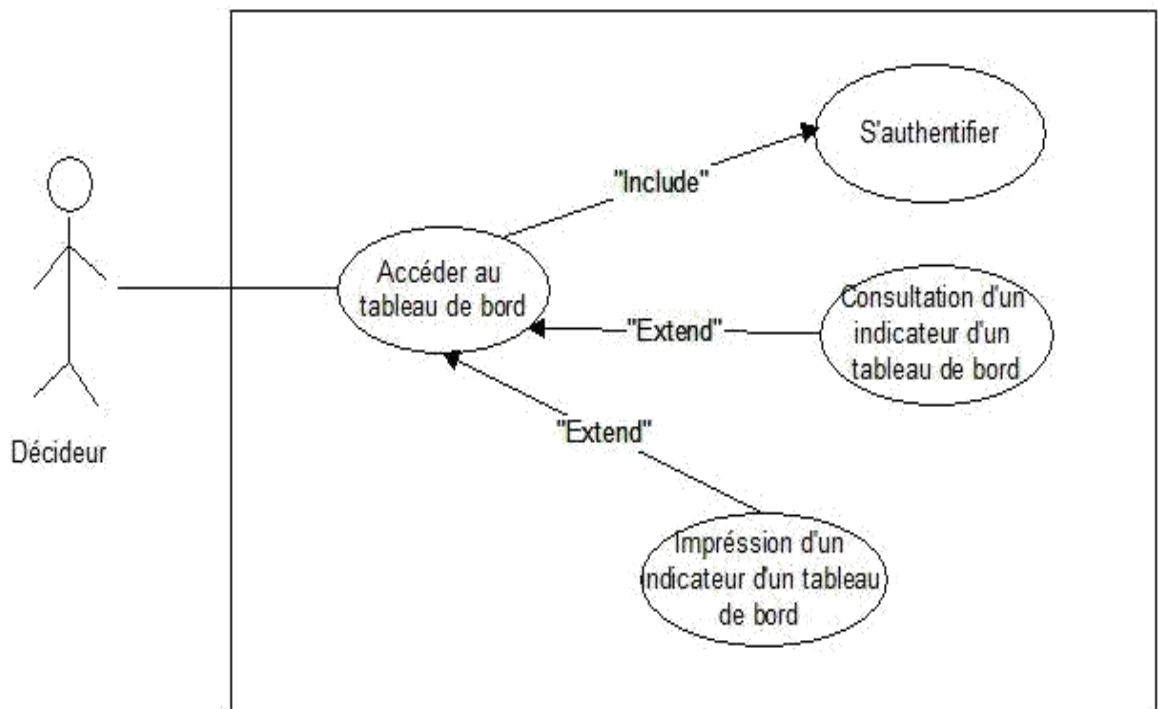 S'authentifier
"Include"
Accéder au
tableau de bord
Consultation d'un
indicateur d'un
tableau de bord
"Extend"
"Extend"
Décideur
Impréssion d'un
indicateur d'un tableau
de bord